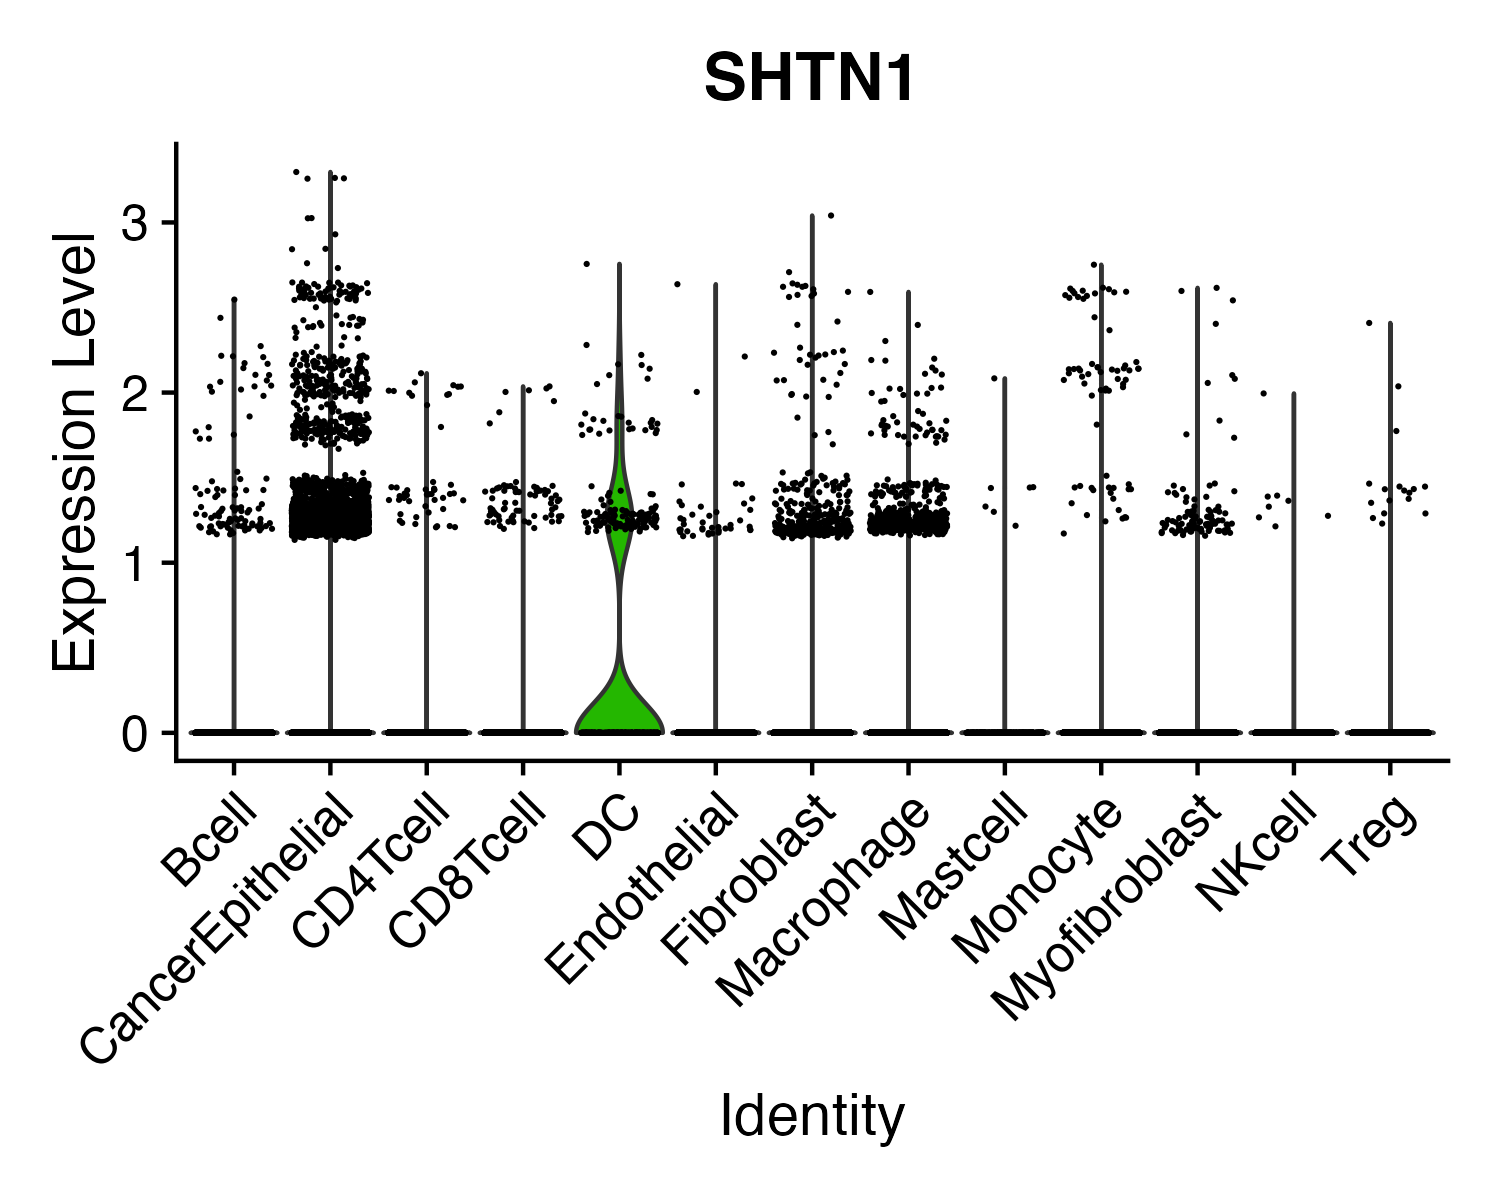 SHTN1
Expression Level
3
2
1
0
Bcell
CancerEpithelial
CD4Tcell
CD8Tcell
DC
Endothelial
Fibroblast
Macrophage
Mastcell
Monocyte
Myofibroblast
NKcell
Treg
Identity